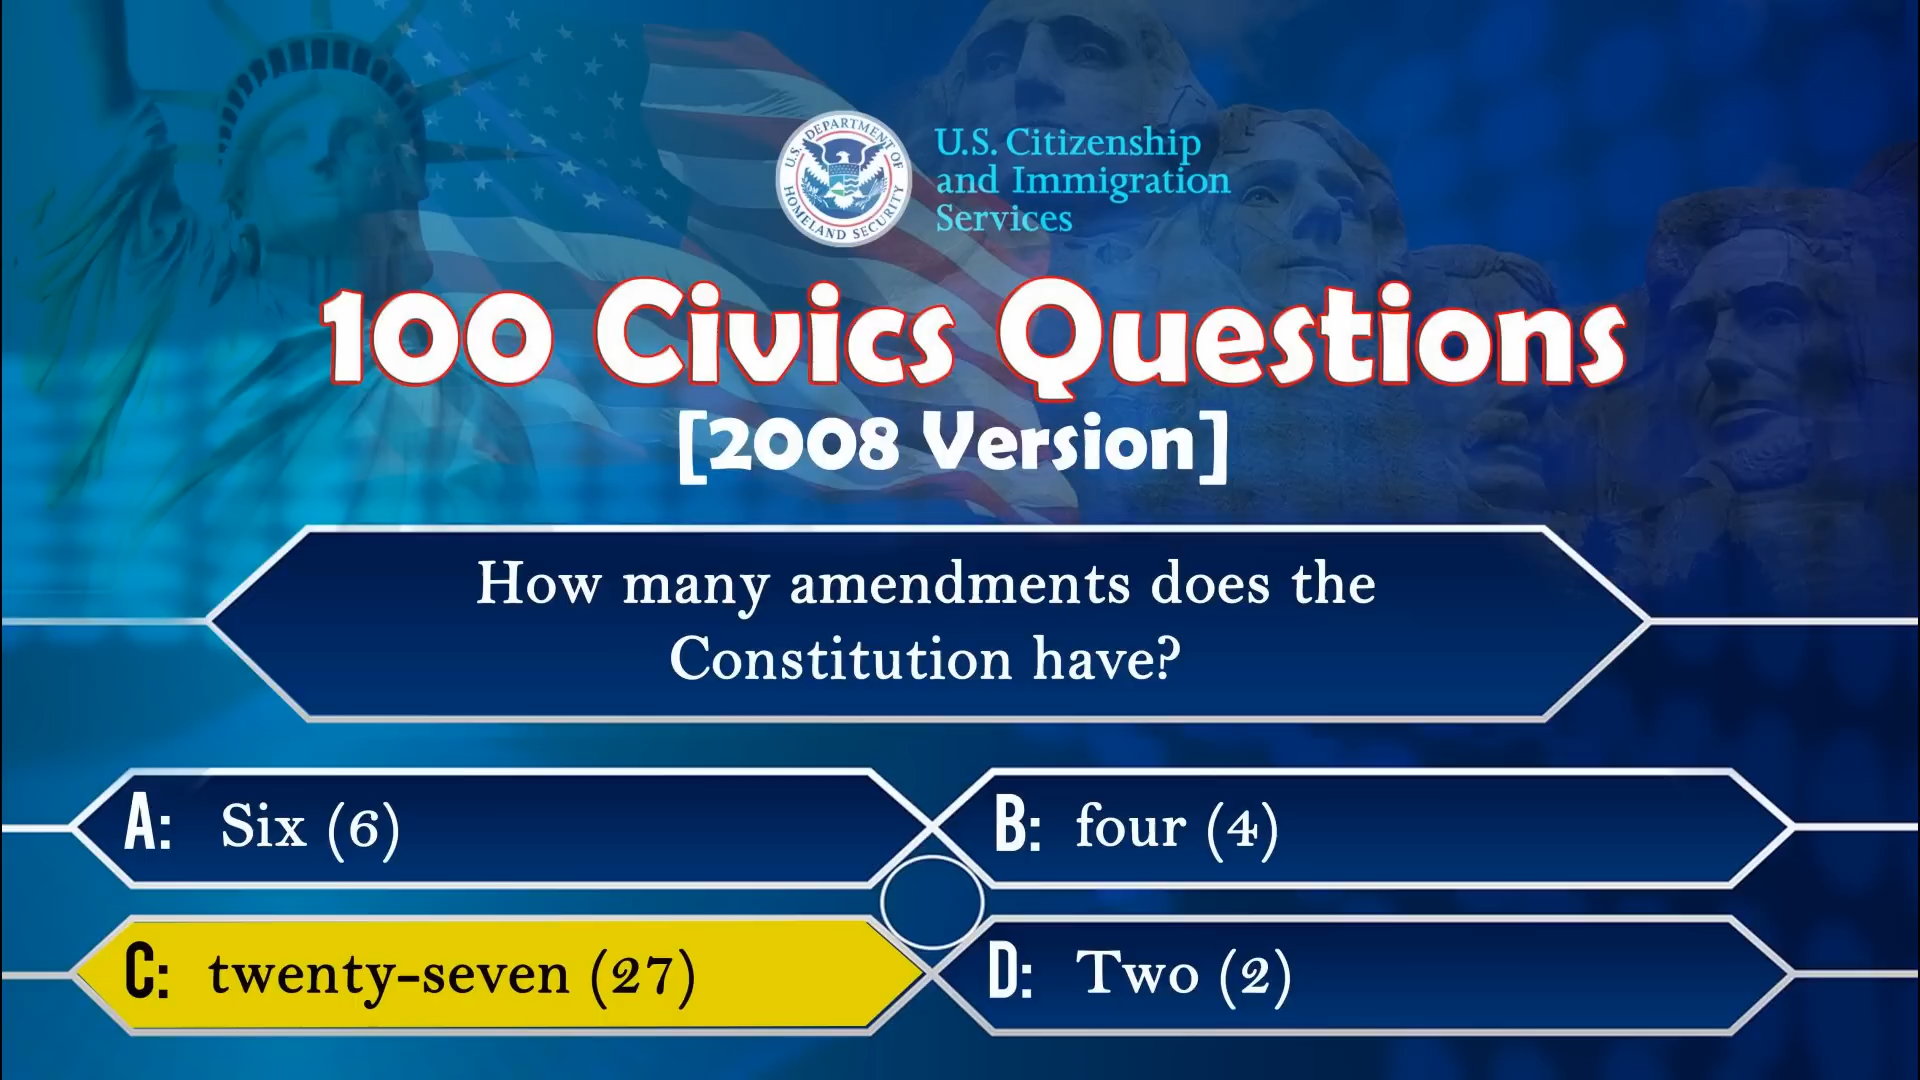 U.S. DEPARTMENT OF HOMELAND SECURITY
U.S. Citizenship
and Immigration
Services
100 Civics Questions
[2008 Version]
How many amendments does the
Constitution have?
A: Six (6)
B: four (4)
C: twenty-seven (27)
D: Two (2)